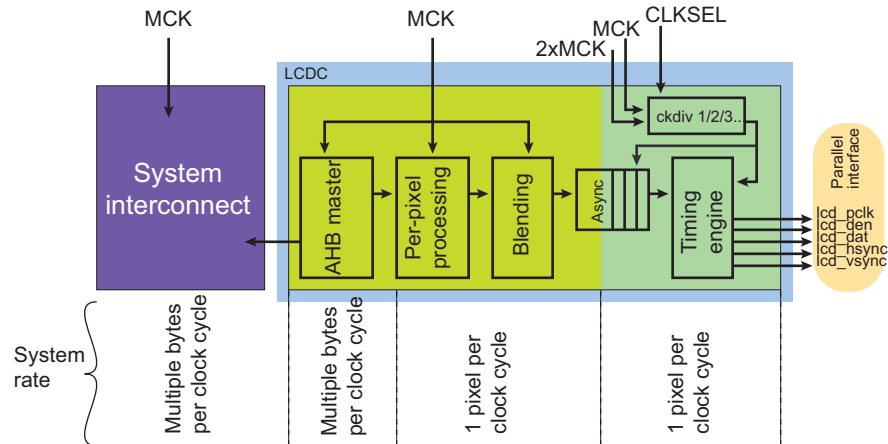 MCK
MCK
CLKSEL
MCK
2xMCK
LCDC
ckdiv 1/2/3..
System
interconnect
AHB master
Per-pixel
processing
Blending
Async
Timing
engine
Parallel
interface
lcd_pclk
lcd_den
lcd_dat
lcd_hsync
lcd_vsync
System
rate
Multiple bytes
per clock cycle
Multiple bytes
per clock cycle
1 pixel per
clock cycle
1 pixel per
clock cycle